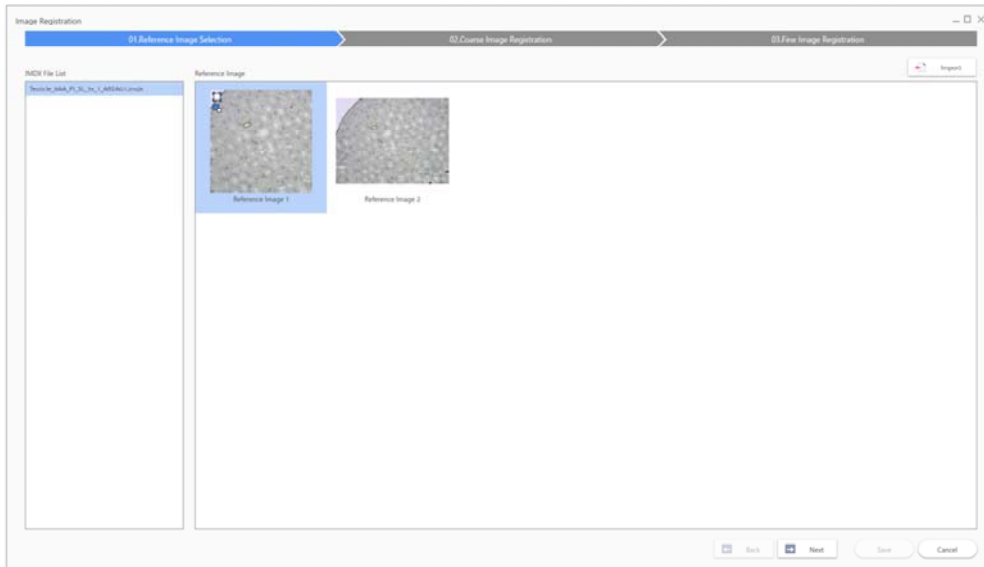 Image Registration
01.Reference Image Selection
02.Coarse Image Registration
03.Fine Image Registration
Import
IMDX File List
Reference Image
Reference Image 1
Reference Image 2
Back
Next
Save
Cancel